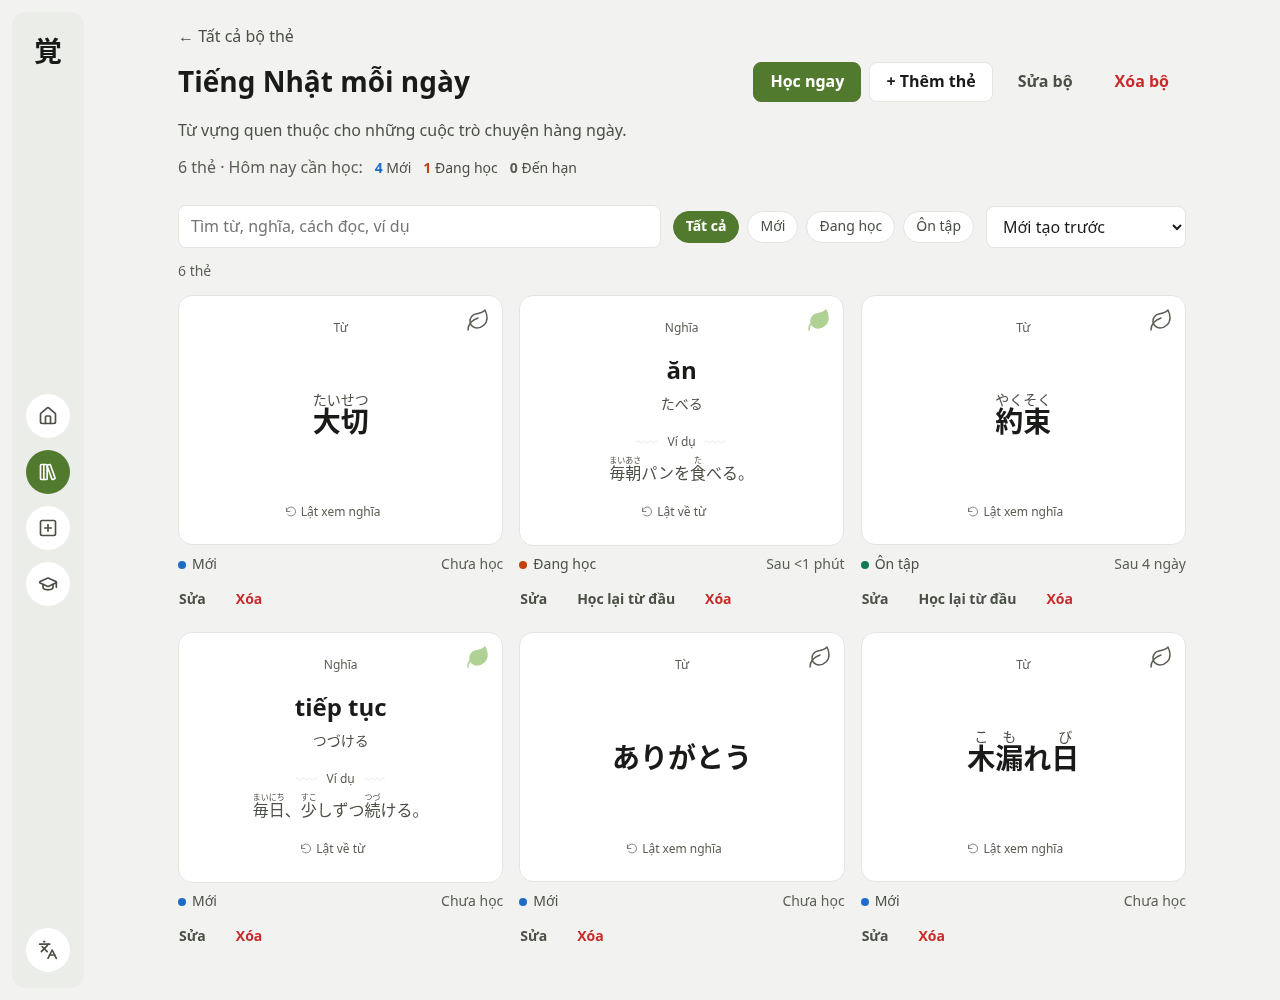 覚
← Tất cả bộ thẻ
Tiếng Nhật mỗi ngày
Học ngay
+ Thêm thẻ
Sửa bộ
Xóa bộ
Từ vựng quen thuộc cho những cuộc trò chuyện hàng ngày.
6 thẻ · Hôm nay cần học: 4 Mới 1 Đang học 0 Đến hạn
Tìm từ, nghĩa, cách đọc, ví dụ
Tất cả
Mới
Đang học
Ôn tập
Mới tạo trước
6 thẻ
Từ
たいせつ
大切
Lật xem nghĩa
Mới
Chưa học
Sửa
Xóa
Nghĩa
ăn
たべる
Ví dụ
まいあさ た
毎朝パンを食べる。
Lật về từ
Đang học
Sau <1 phút
Sửa
Học lại từ đầu
Xóa
Từ
やくそく
約束
Lật xem nghĩa
Ôn tập
Sau 4 ngày
Sửa
Học lại từ đầu
Xóa
Nghĩa
tiếp tục
つづける
Ví dụ
まいにち すこ つづ
毎日、少しずつ続ける。
Lật về từ
Mới
Chưa học
Sửa
Xóa
Từ
ありがとう
Lật xem nghĩa
Mới
Chưa học
Sửa
Xóa
Từ
こ も び
木漏れ日
Lật xem nghĩa
Mới
Chưa học
Sửa
Xóa